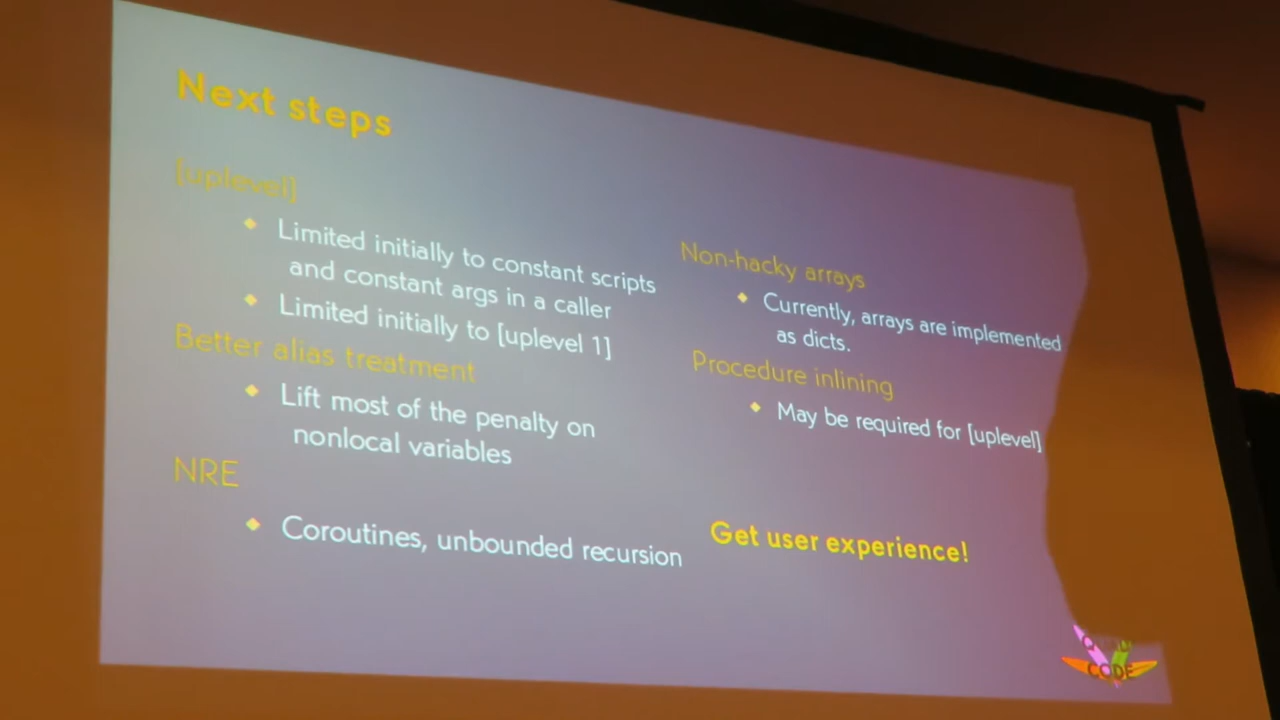 Next steps
[uplevel]
Limited initially to constant scripts
and constant args in a caller
Limited initially to [uplevel 1]
Better alias treatment
Lift most of the penalty on
nonlocal variables
NRE
Coroutines, unbounded recursion
Non-hacky arrays
Currently, arrays are implemented
as dicts.
Procedure inlining
May be required for [uplevel]
Get user experience!
CODE